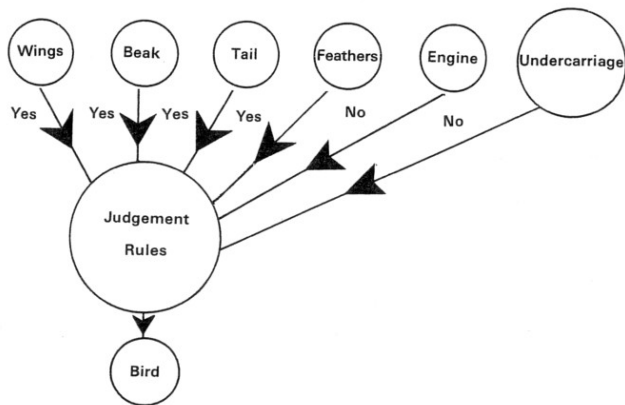 Wings
Beak
Tail
Feathers
Engine
Undercarriage
Yes
Yes
Yes
Yes
No
No
Judgement
Rules
Bird